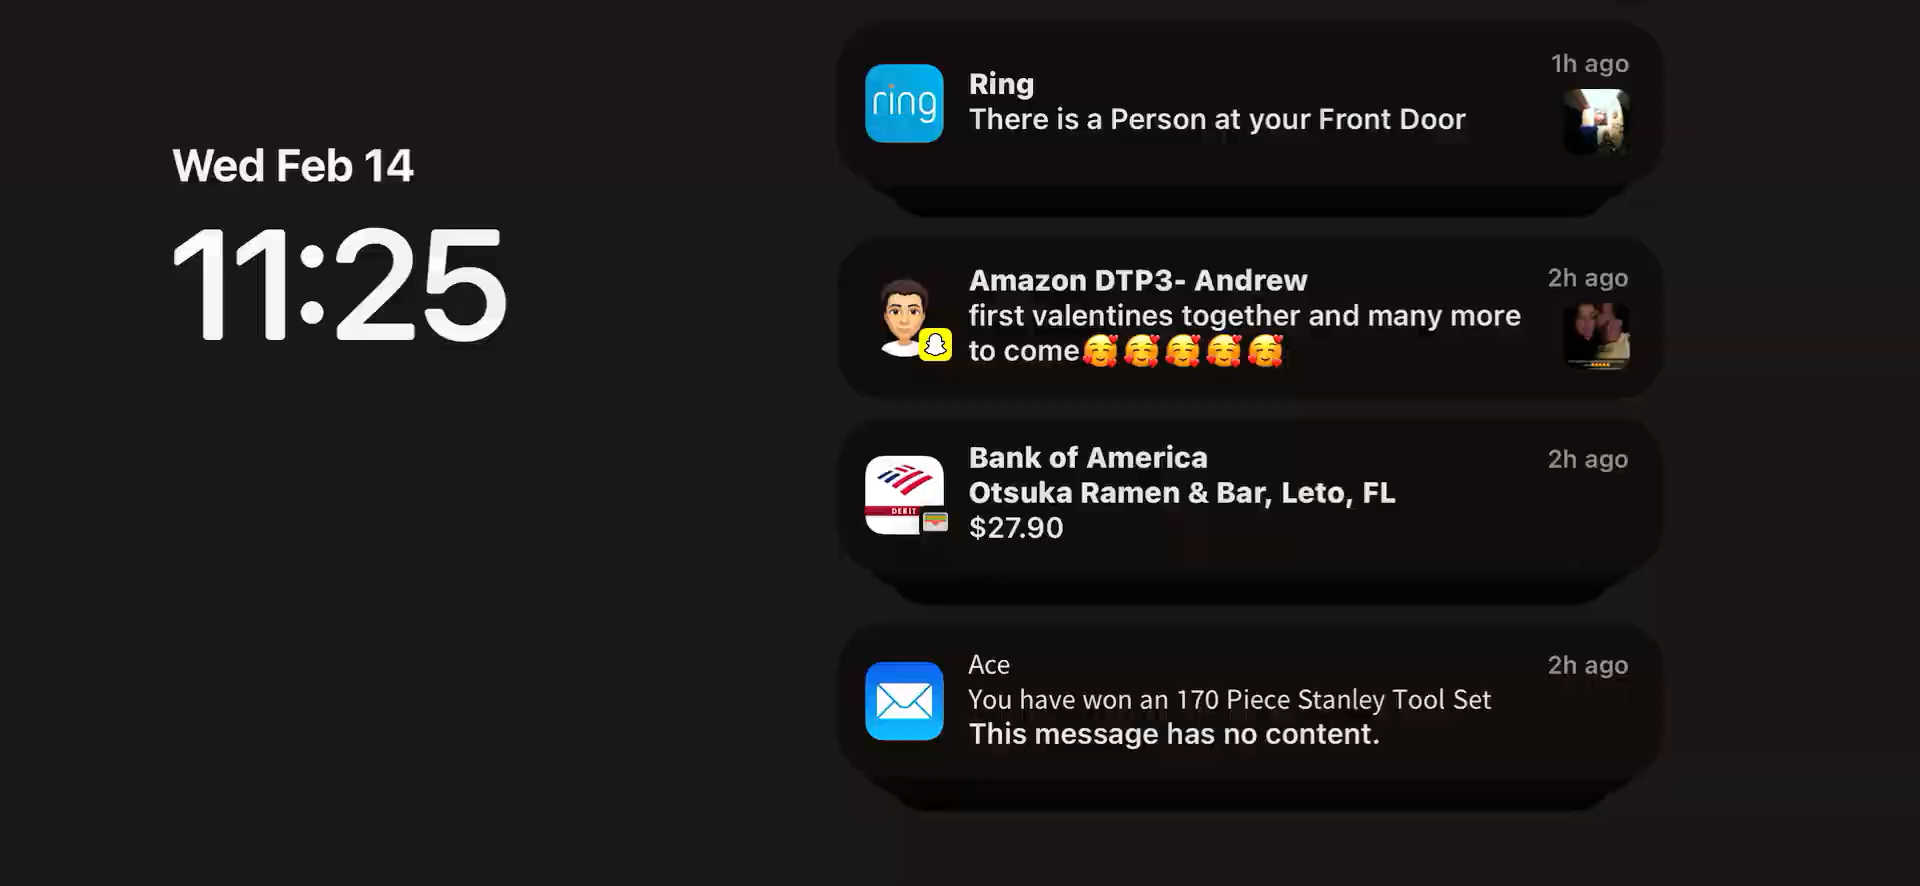 Wed Feb 14
11:25
1h ago
ring
Ring
There is a Person at your Front Door
Amazon DTP3- Andrew
2h ago
first valentines together and many more
to come🥰🥰🥰🥰🥰
Bank of America
2h ago
Otsuka Ramen & Bar, Leto, FL
DEBIT
$27.90
Ace
2h ago
You have won an 170 Piece Stanley Tool Set
This message has no content.